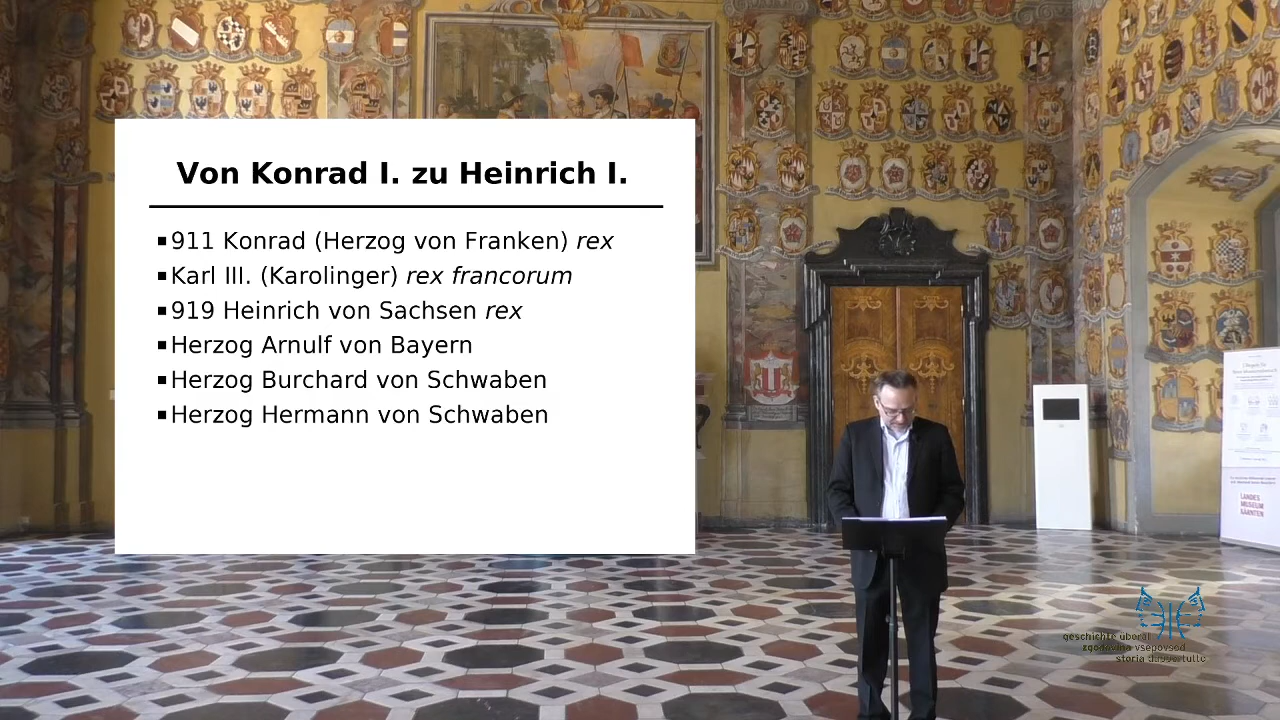 Von Konrad I. zu Heinrich I.
▪911 Konrad (Herzog von Franken) rex
▪Karl III. (Karolinger) rex francorum
▪919 Heinrich von Sachsen rex
▪Herzog Arnulf von Bayern
▪Herzog Burchard von Schwaben
▪Herzog Hermann von Schwaben
LANDES
MUSEUM
KÄRNTEN
geschichte überall
zgodovina vsepovsod
storia dappertutto